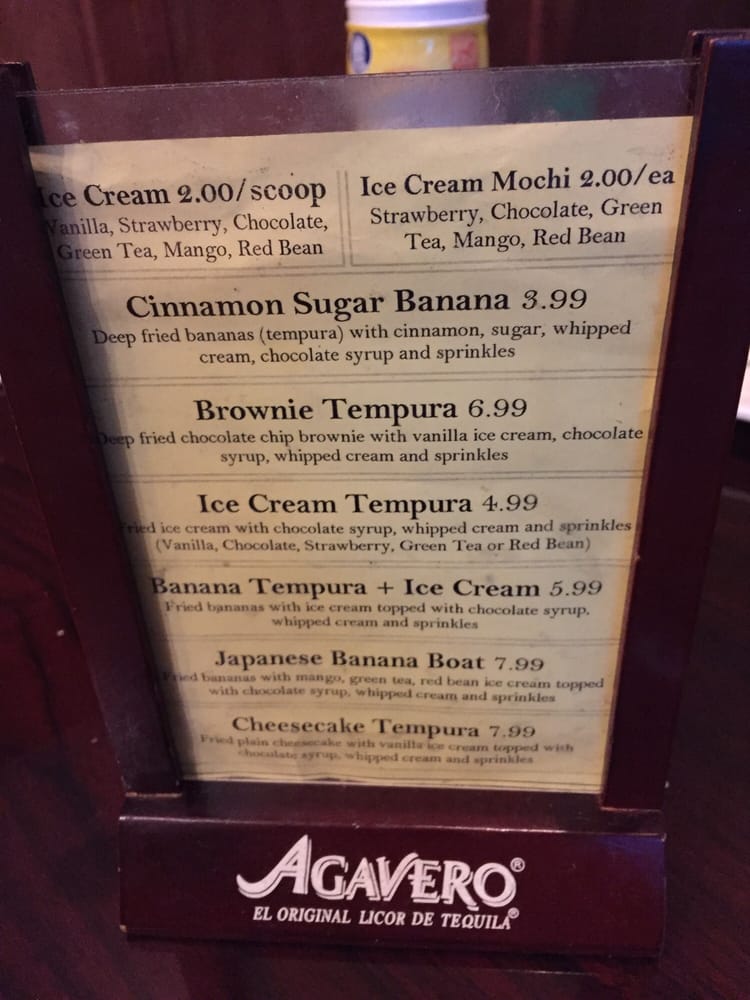 Ice Cream 2.00/scoop
Vanilla, Strawberry, Chocolate,
Green Tea, Mango, Red Bean
Ice Cream Mochi 2.00/ea
Strawberry, Chocolate, Green
Tea, Mango, Red Bean
Cinnamon Sugar Banana 3.99
Deep fried bananas (tempura) with cinnamon, sugar, whipped
cream, chocolate syrup and sprinkles
Brownie Tempura 6.99
Deep fried chocolate chip brownie with vanilla ice cream, chocolate
syrup, whipped cream and sprinkles
Ice Cream Tempura 4.99
Fried ice cream with chocolate syrup, whipped cream and sprinkles
(Vanilla, Chocolate, Strawberry, Green Tea or Red Bean)
Banana Tempura + Ice Cream 5.99
Fried bananas with ice cream topped with chocolate syrup,
whipped cream and sprinkles
Japanese Banana Boat 7.99
Fried bananas with mango, green tea, red bean ice cream topped
with chocolate syrup, whipped cream and sprinkles
Cheesecake Tempura 7.99
Fried plain cheesecake with vanilla ice cream topped with
chocolate syrup, whipped cream and sprinkles
AGAVERO®
EL ORIGINAL LICOR DE TEQUILA®